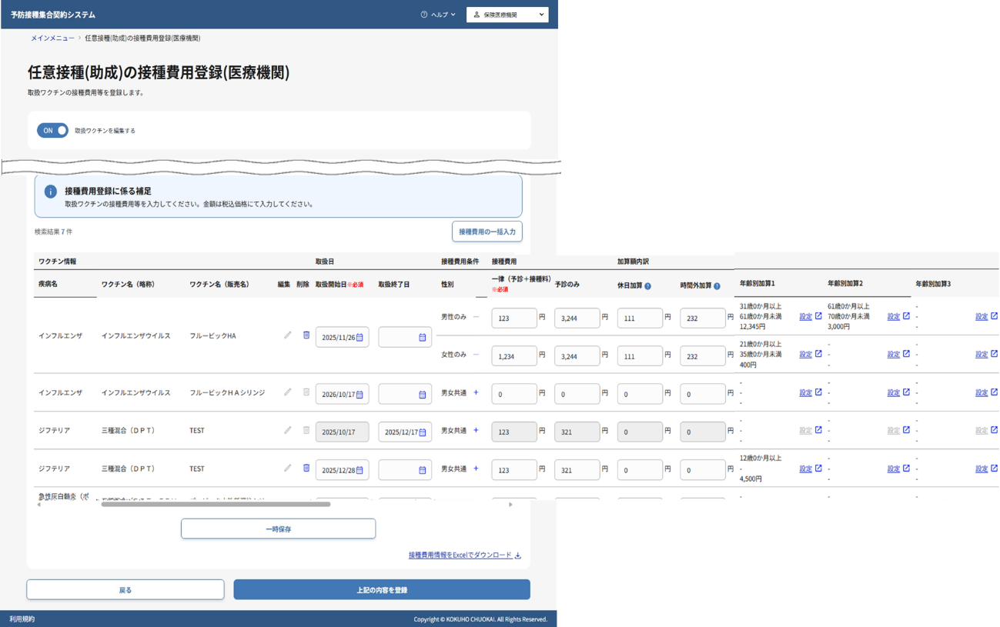 予防接種集合契約システム
ヘルプ
保険医療機関
メインメニュー › 任意接種(助成)の接種費用登録(医療機関)
任意接種(助成)の接種費用登録(医療機関)
取扱ワクチンの接種費用等を登録します。
ON 取扱ワクチンを編集する
接種費用登録に係る補足
取扱ワクチンの接種費用等を入力してください。金額は税込価格にて入力してください。
検索結果 7 件
接種費用の一括入力
ワクチン情報 取扱日 接種費用条件 接種費用 加算額内訳
疾病名 ワクチン名（略称） ワクチン名（販売名） 編集 削除 取扱開始日※必須 取扱終了日 性別 一律（予診＋接種料）※必須 予診のみ 休日加算 時間外加算 年齢別加算1 年齢別加算2 年齢別加算3
インフルエンザ インフルエンザウイルス フルービックHA 2025/11/26
男性のみ − 123 円 3,244 円 111 円 232 円
31歳0か月以上
61歳0か月未満
12,345円
設定
61歳0か月以上
70歳0か月未満
3,000円
設定
-
-
-
設定
女性のみ − 1,234 円 3,244 円 111 円 232 円
21歳0か月以上
35歳0か月未満
400円
設定
-
-
-
設定
-
-
-
設定
インフルエンザ インフルエンザウイルス フルービックＨＡシリンジ 2026/10/17 男女共通 + 0 円 0 円 0 円 0 円
-
-
-
設定
-
-
-
設定
-
-
-
設定
ジフテリア 三種混合（ＤＰＴ） TEST 2025/10/17 2025/12/17 男女共通 + 123 円 321 円 0 円 0 円
-
-
-
設定
-
-
-
設定
-
-
-
設定
ジフテリア 三種混合（ＤＰＴ） TEST 2025/12/28 男女共通 + 123 円 321 円 0 円 0 円
12歳0か月以上
-
4,500円
設定
-
-
-
設定
-
-
-
設定
急性灰白髄炎（ポ
一時保存
接種費用情報をExcelでダウンロード
戻る
上記の内容を登録
利用規約
Copyright © KOKUHO CHUOKAI. All Rights Reserved.